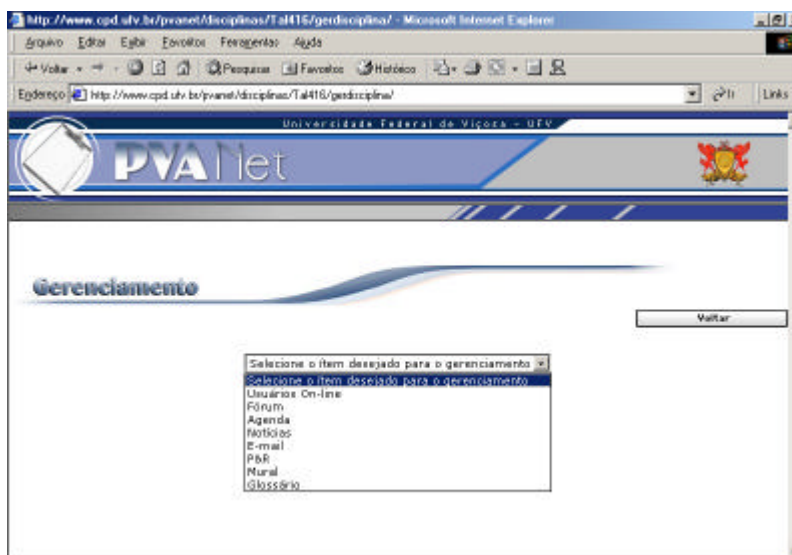 http://www.cpd.ufv.br/pvanet/disciplinas/Tal416/gerdisciplina/ - Microsoft Internet Explorer
Arquivo Editar Exibir Favoritos Ferramentas Ajuda
Voltar Pesquisar Favoritos Histórico
Endereço http://www.cpd.ufv.br/pvanet/disciplinas/Tal416/gerdisciplina/ Ir Links
Universidade Federal de Viçosa - UFV
PVANet
Gerenciamento
Voltar
Selecione o ítem desejado para o gerenciamento
Selecione o ítem desejado para o gerenciamento
Usuários On-line
Fórum
Agenda
Notícias
E-mail
P&R
Mural
Glossário